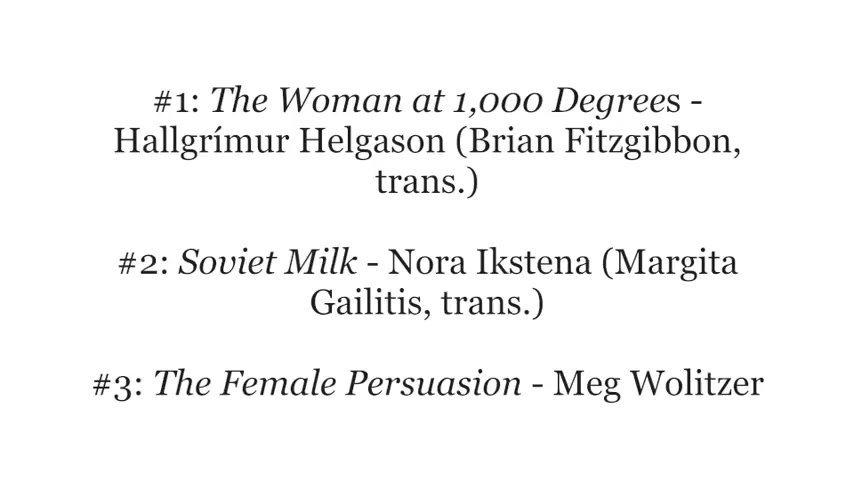 #1: The Woman at 1,000 Degrees -
Hallgrímur Helgason (Brian Fitzgibbon,
trans.)
#2: Soviet Milk - Nora Ikstena (Margita
Gailitis, trans.)
#3: The Female Persuasion - Meg Wolitzer